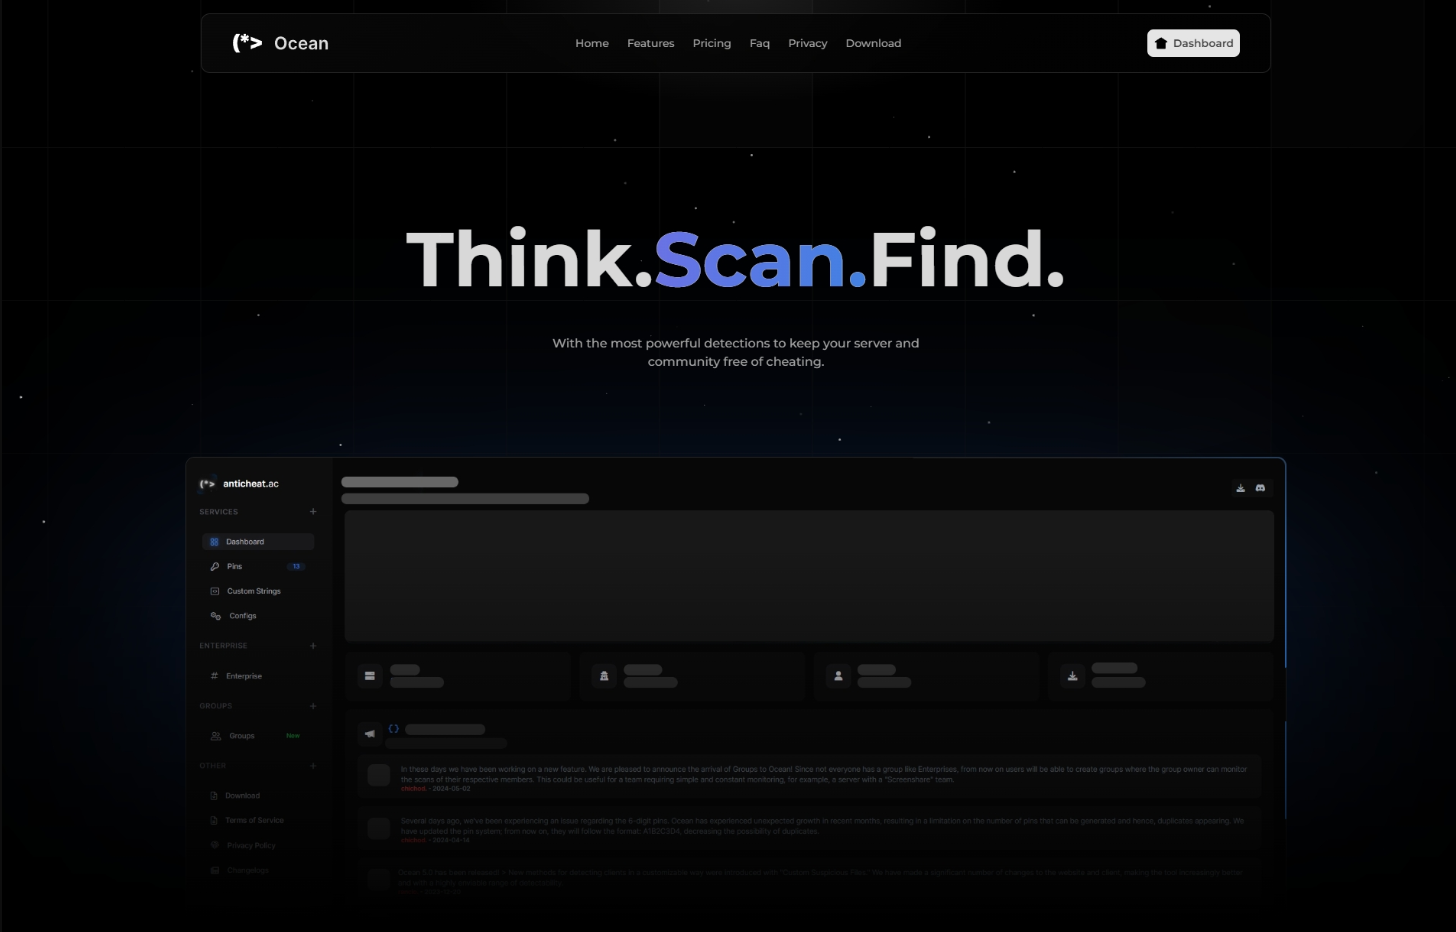 (*> Ocean
Home Features Pricing Faq Privacy Download
Dashboard
Think.Scan.Find.
With the most powerful detections to keep your server and
community free of cheating.
(*> anticheat.ac
SERVICES +
Dashboard
Pins 13
Custom Strings
Configs
ENTERPRISE +
# Enterprise
GROUPS +
Groups New
OTHER +
Download
Terms of Service
Privacy Policy
Changelogs
In these days we have been working on a new feature. We are pleased to announce the arrival of Groups to Ocean! Since not everyone has a group like Enterprises, from now on users will be able to create groups where the group owner can monitor
the scans of their respective members. This could be useful for a team requiring simple and constant monitoring, for example, a server with a "Screenshare" team.
- 2024-05-03
Several days ago, we've been experiencing an issue regarding the 6-digit pins. Ocean has experienced unexpected growth in recent months, resulting in a limitation on the number of pins that can be generated and hence, duplicates appearing. We
have updated the pin system; from now on, they will follow the format: A1B2C3D4, decreasing the possibility of duplicates.